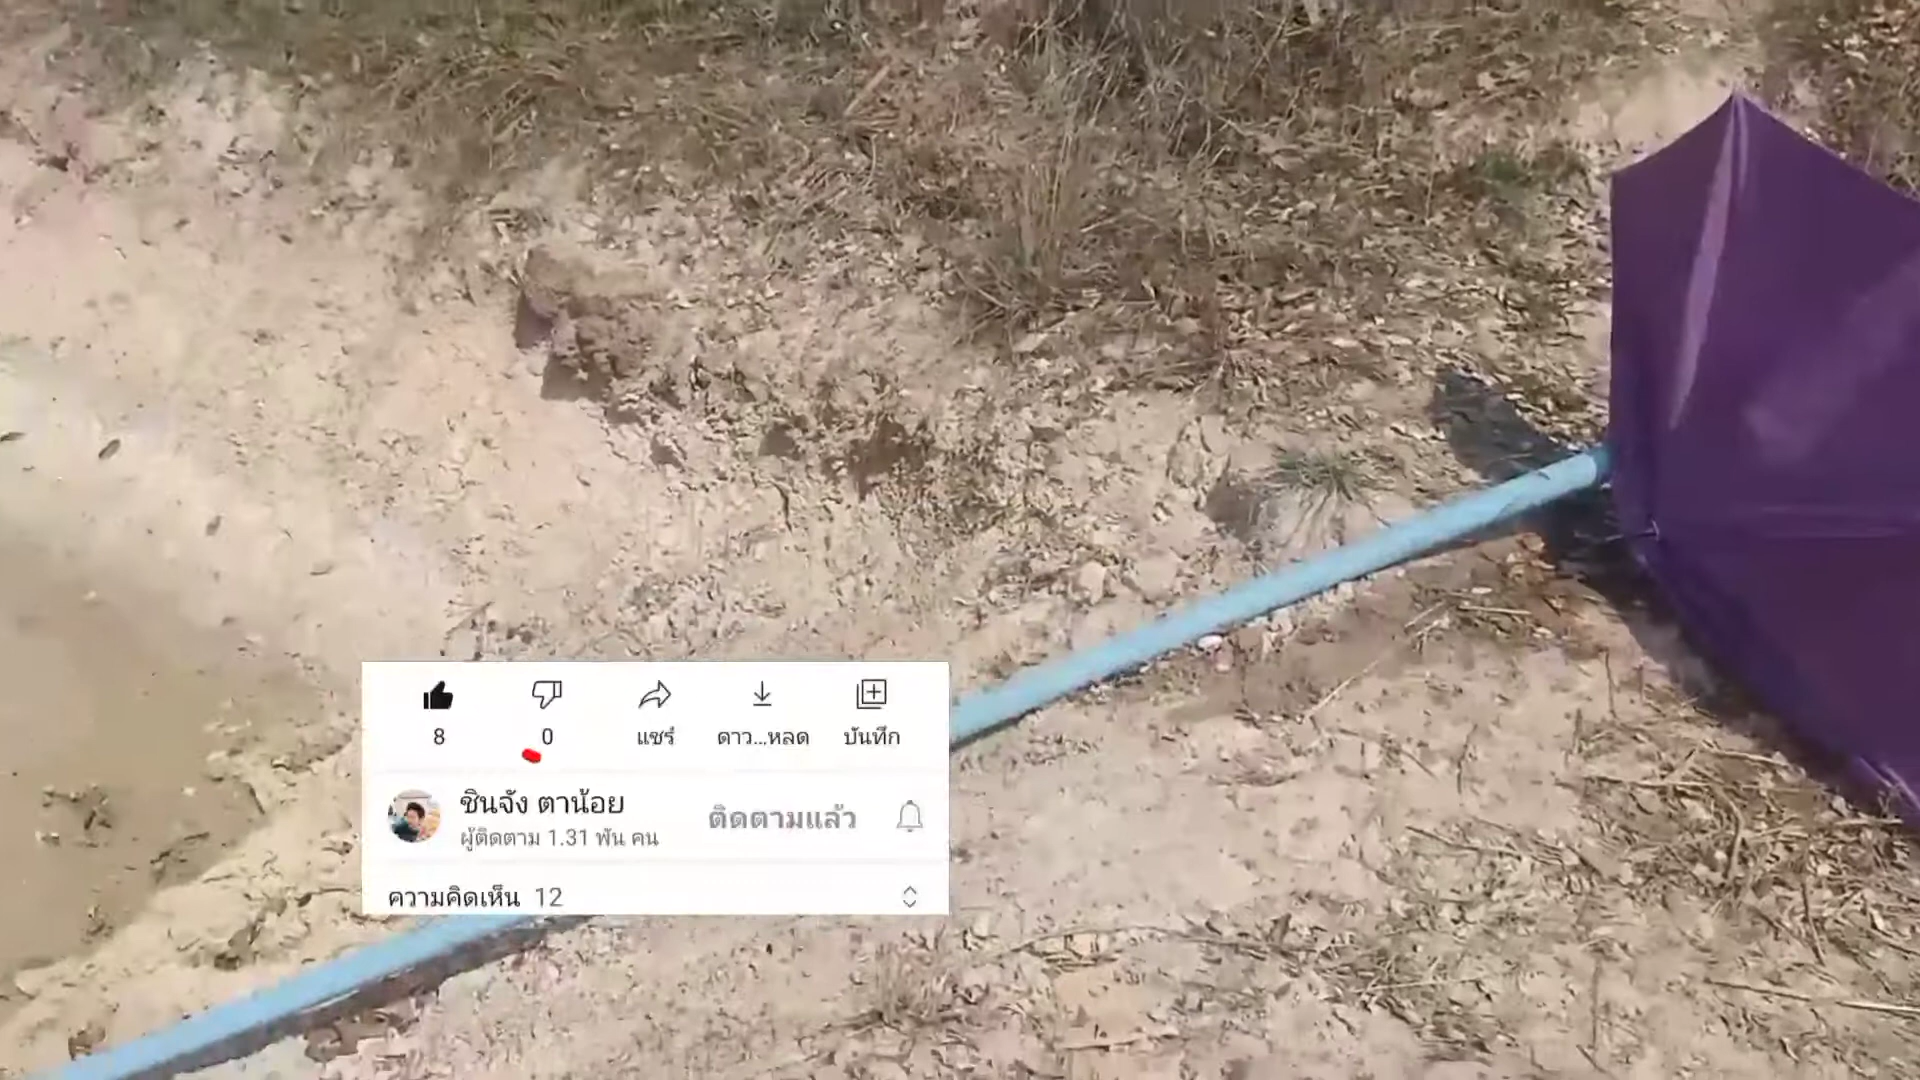 8 0 แชร์ ดาว...หลด บันทึก
ชินจัง ตาน้อย
ผู้ติดตาม 1.31 พัน คน
ติดตามแล้ว
ความคิดเห็น 12